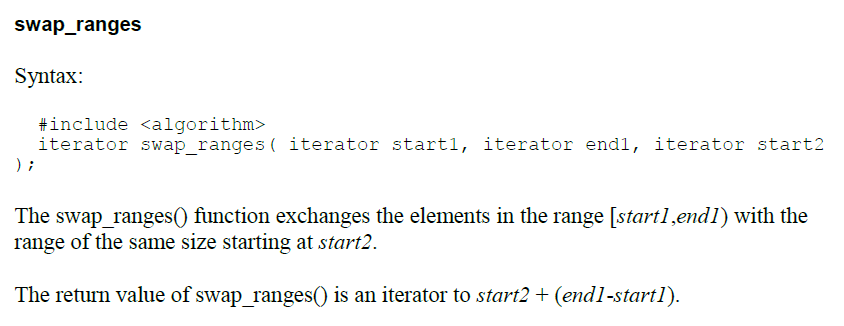 swap_ranges
Syntax:
#include <algorithm>
iterator swap_ranges( iterator start1, iterator end1, iterator start2
);
The swap_ranges() function exchanges the elements in the range [start1,end1) with the
range of the same size starting at start2.
The return value of swap_ranges() is an iterator to start2 + (end1-start1).